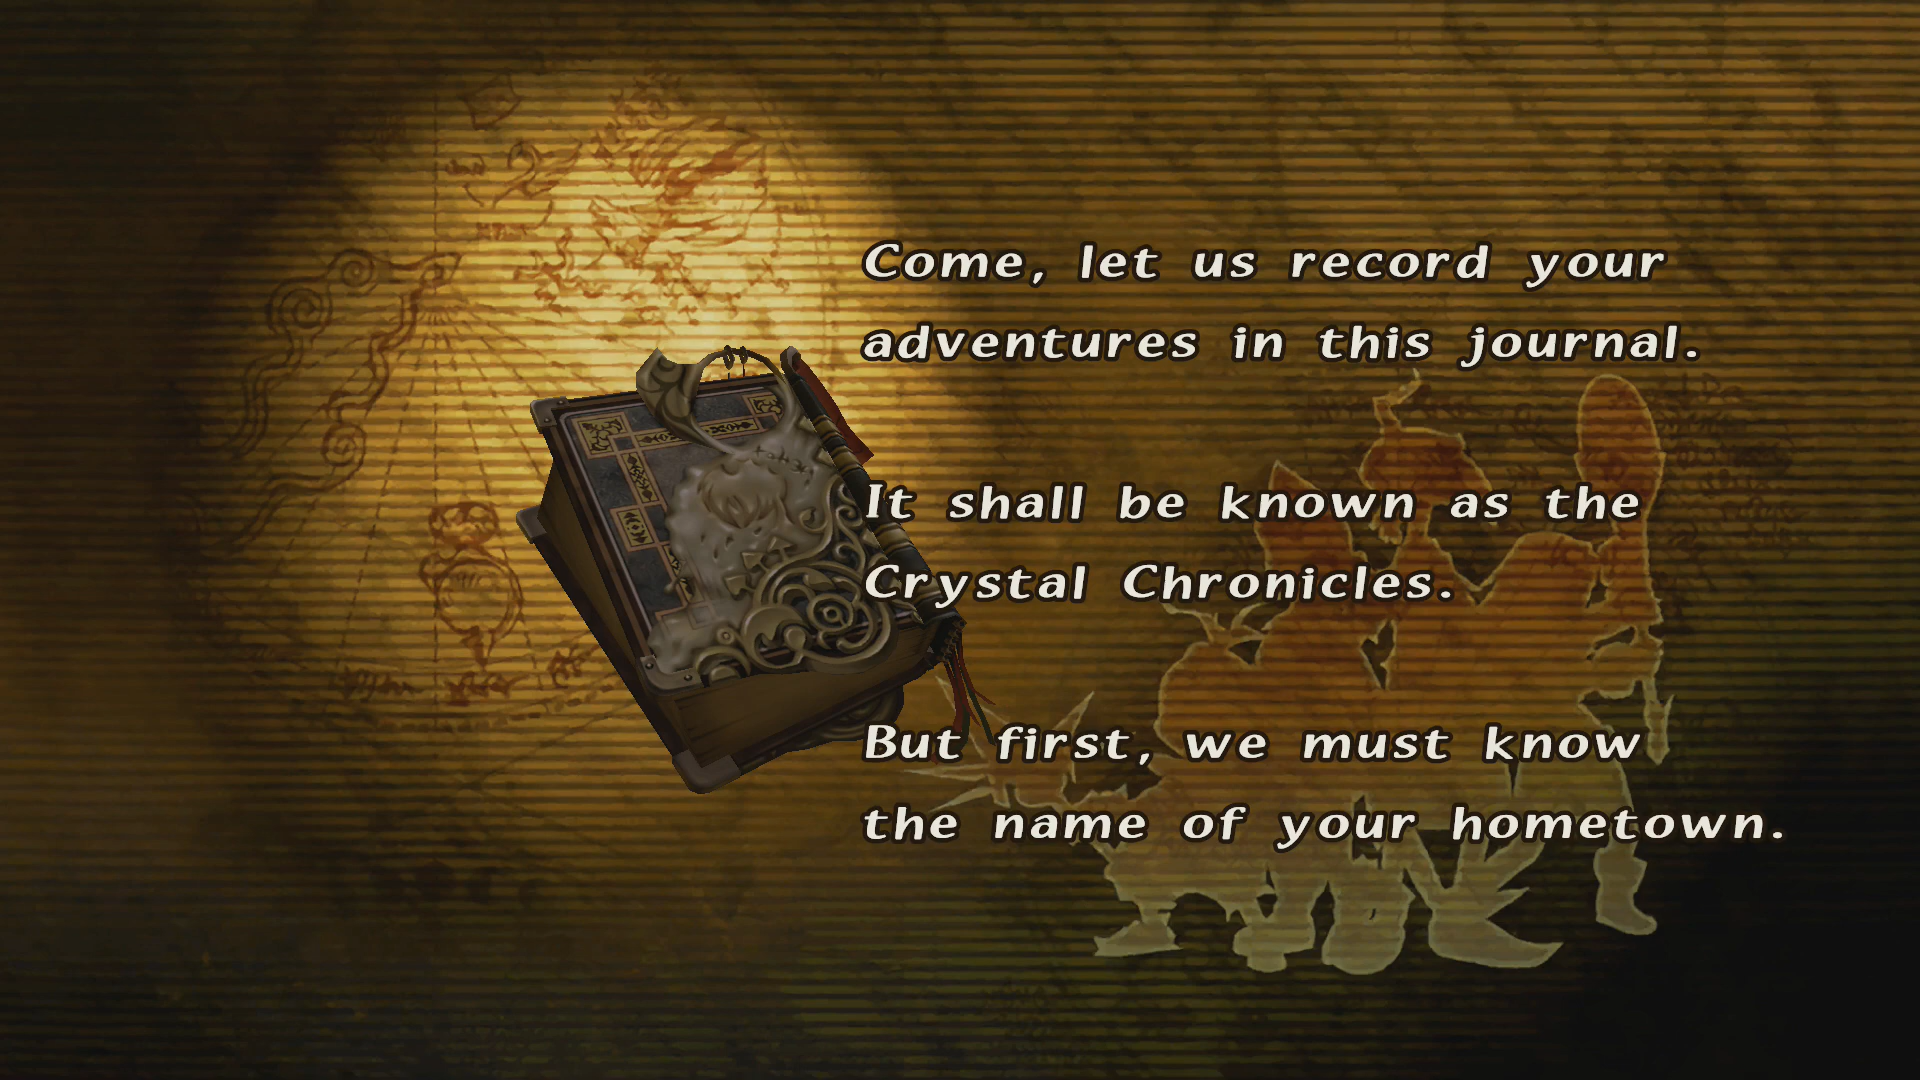 Come, let us record your
adventures in this journal.
It shall be known as the
Crystal Chronicles.
But first, we must know
the name of your hometown.